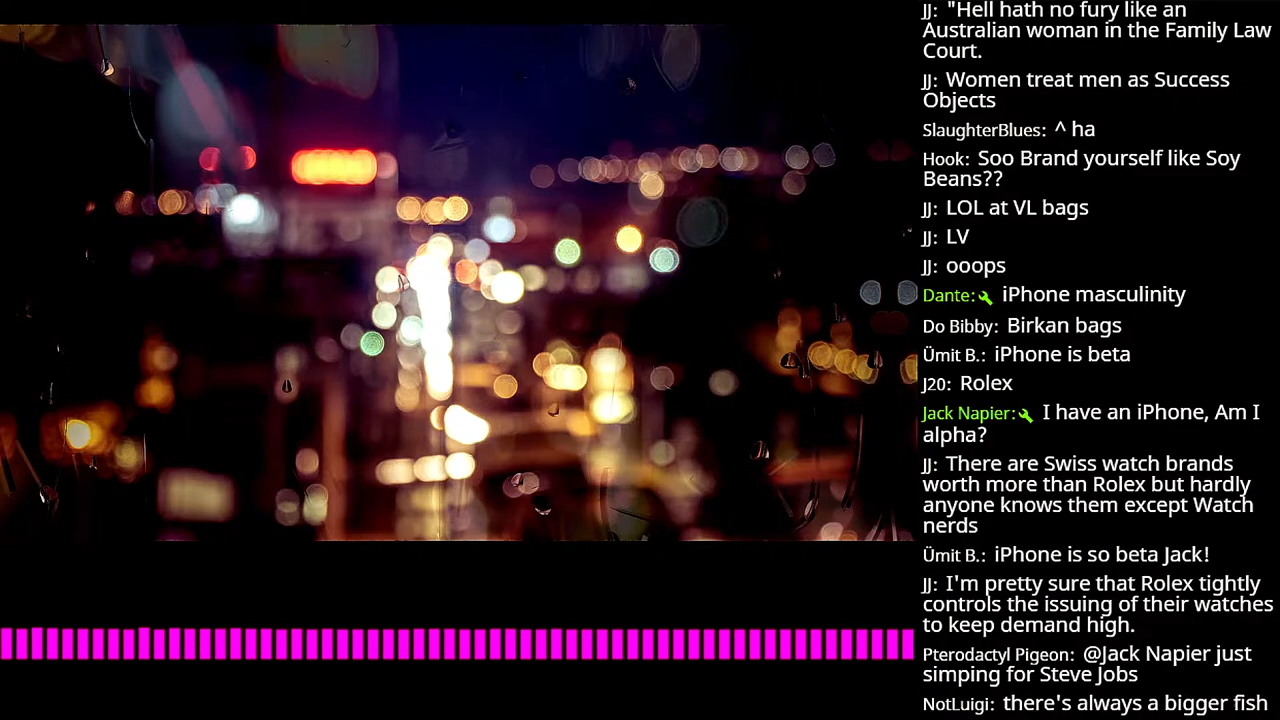 JJ: "Hell hath no fury like an
Australian woman in the Family Law
Court.
JJ: Women treat men as Success
Objects
SlaughterBlues: ^ ha
Hook: Soo Brand yourself like Soy
Beans??
JJ: LOL at VL bags
JJ: LV
JJ: ooops
Dante: iPhone masculinity
Do Bibby: Birkan bags
Ümit B.: iPhone is beta
J20: Rolex
Jack Napier: I have an iPhone, Am I
alpha?
JJ: There are Swiss watch brands
worth more than Rolex but hardly
anyone knows them except Watch
nerds
Ümit B.: iPhone is so beta Jack!
JJ: I'm pretty sure that Rolex tightly
controls the issuing of their watches
to keep demand high.
Pterodactyl Pigeon: @Jack Napier just
simping for Steve Jobs
NotLuigi: there's always a bigger fish